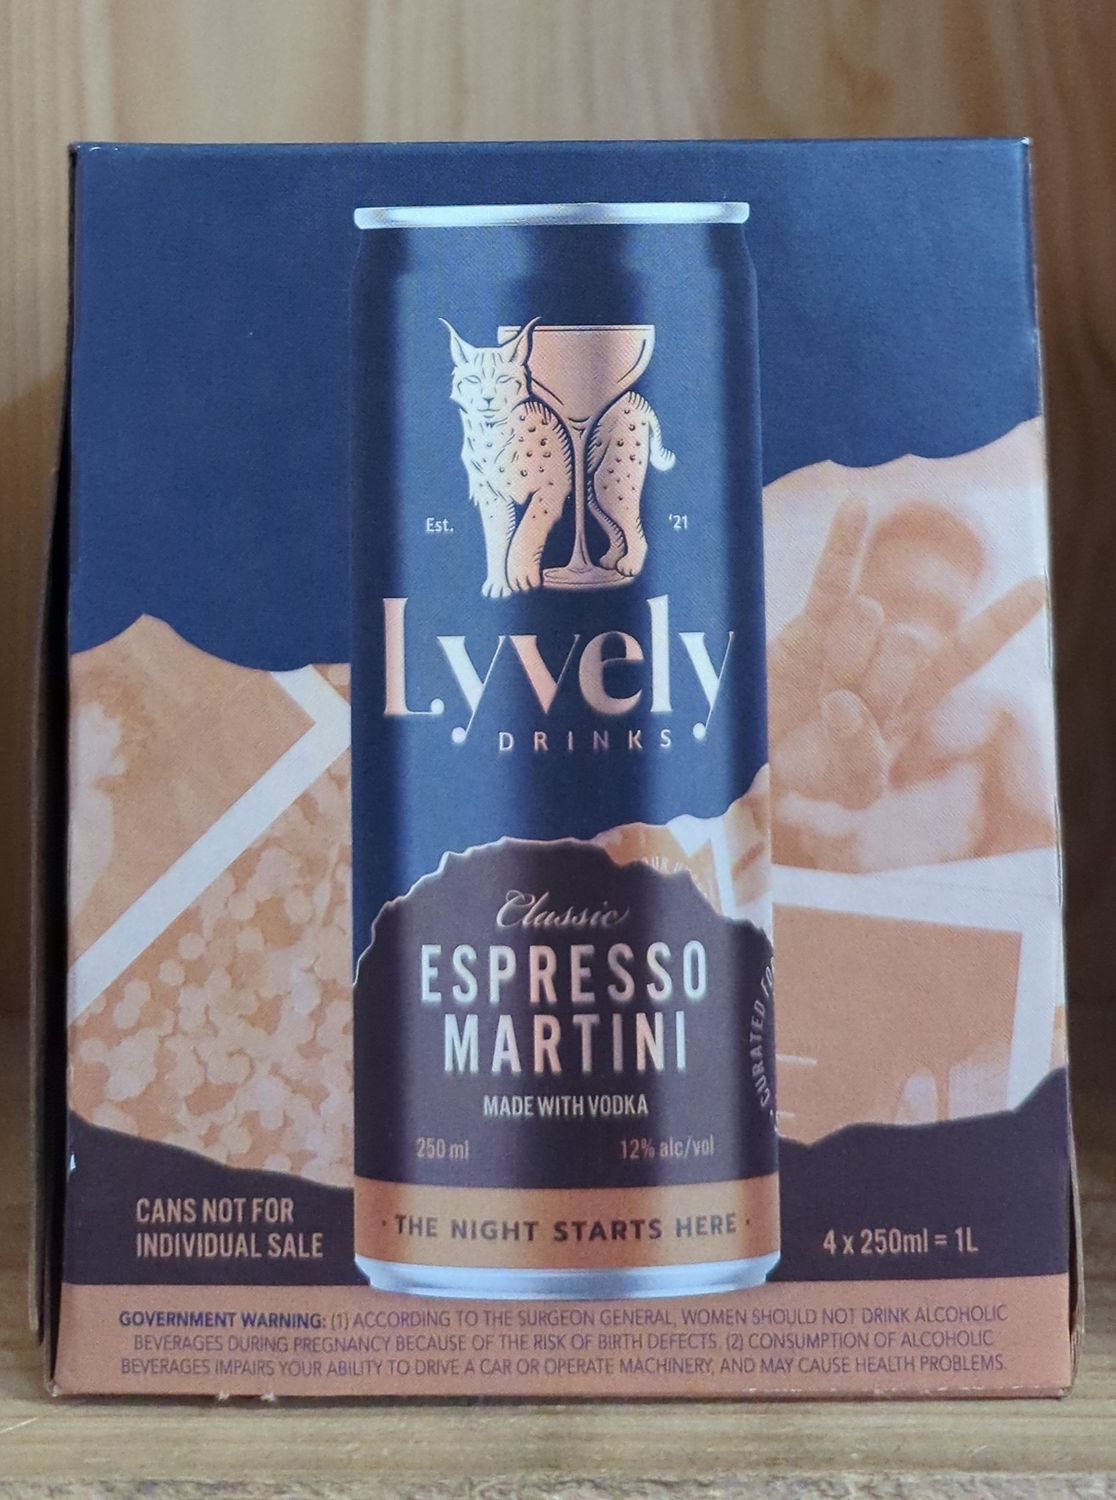 Est. '21
Lyvely
DRINKS
Classic
ESPRESSO
MARTINI
MADE WITH VODKA
250 ml 12% alc/vol
· THE NIGHT STARTS HERE ·
· CURATED FOR
CANS NOT FOR
INDIVIDUAL SALE
4 x 250ml = 1L
GOVERNMENT WARNING: (1) ACCORDING TO THE SURGEON GENERAL, WOMEN SHOULD NOT DRINK ALCOHOLIC
BEVERAGES DURING PREGNANCY BECAUSE OF THE RISK OF BIRTH DEFECTS. (2) CONSUMPTION OF ALCOHOLIC
BEVERAGES IMPAIRS YOUR ABILITY TO DRIVE A CAR OR OPERATE MACHINERY, AND MAY CAUSE HEALTH PROBLEMS.